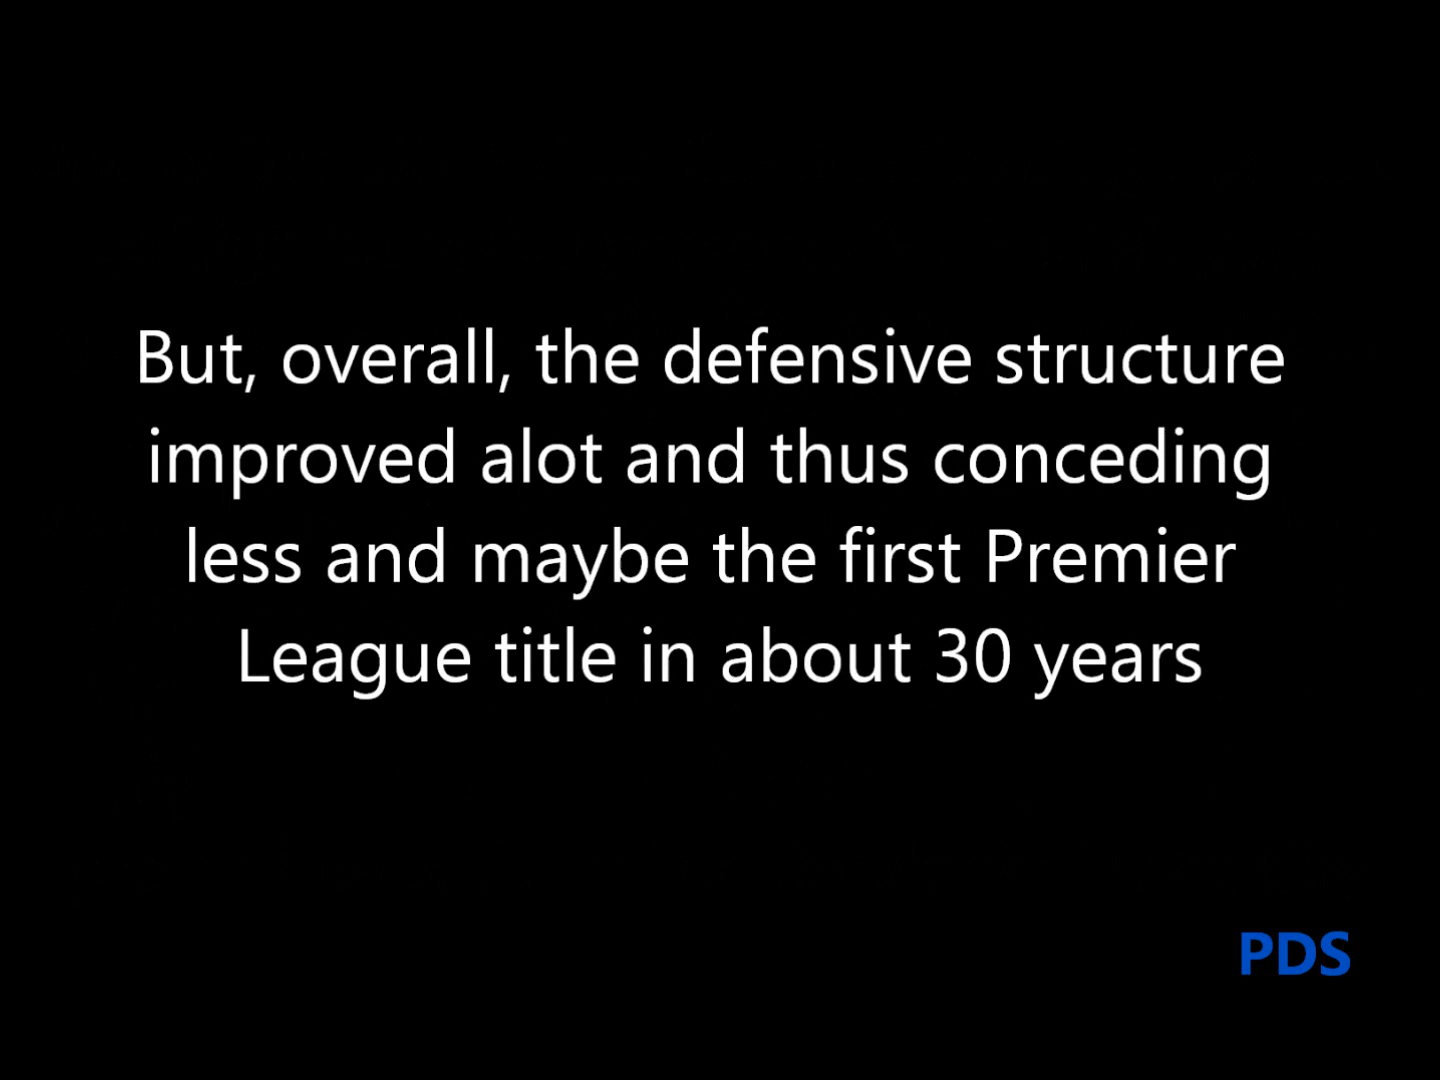 But, overall, the defensive structure
improved alot and thus conceding
less and maybe the first Premier
League title in about 30 years
PDS